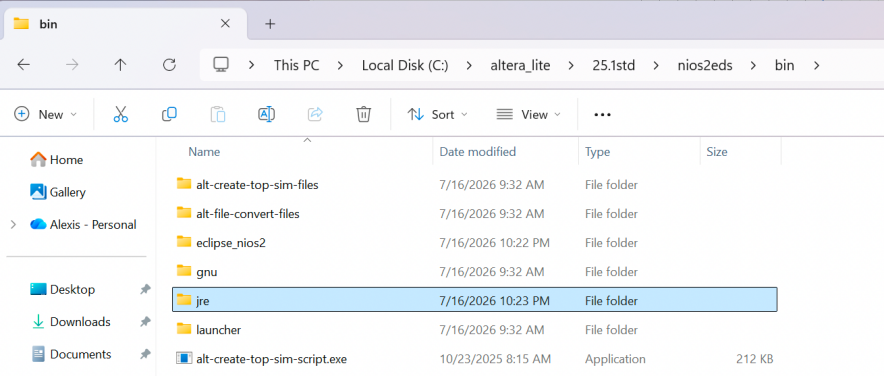 bin
This PC > Local Disk (C:) > altera_lite > 25.1std > nios2eds > bin >
New Sort View
Name Date modified Type Size
Home
Gallery
Alexis - Personal
Desktop
Downloads
Documents
alt-create-top-sim-files 7/16/2026 9:32 AM File folder
alt-file-convert-files 7/16/2026 9:32 AM File folder
eclipse_nios2 7/16/2026 10:22 PM File folder
gnu 7/16/2026 9:32 AM File folder
jre 7/16/2026 10:23 PM File folder
launcher 7/16/2026 9:32 AM File folder
alt-create-top-sim-script.exe 10/23/2025 8:15 AM Application 212 KB